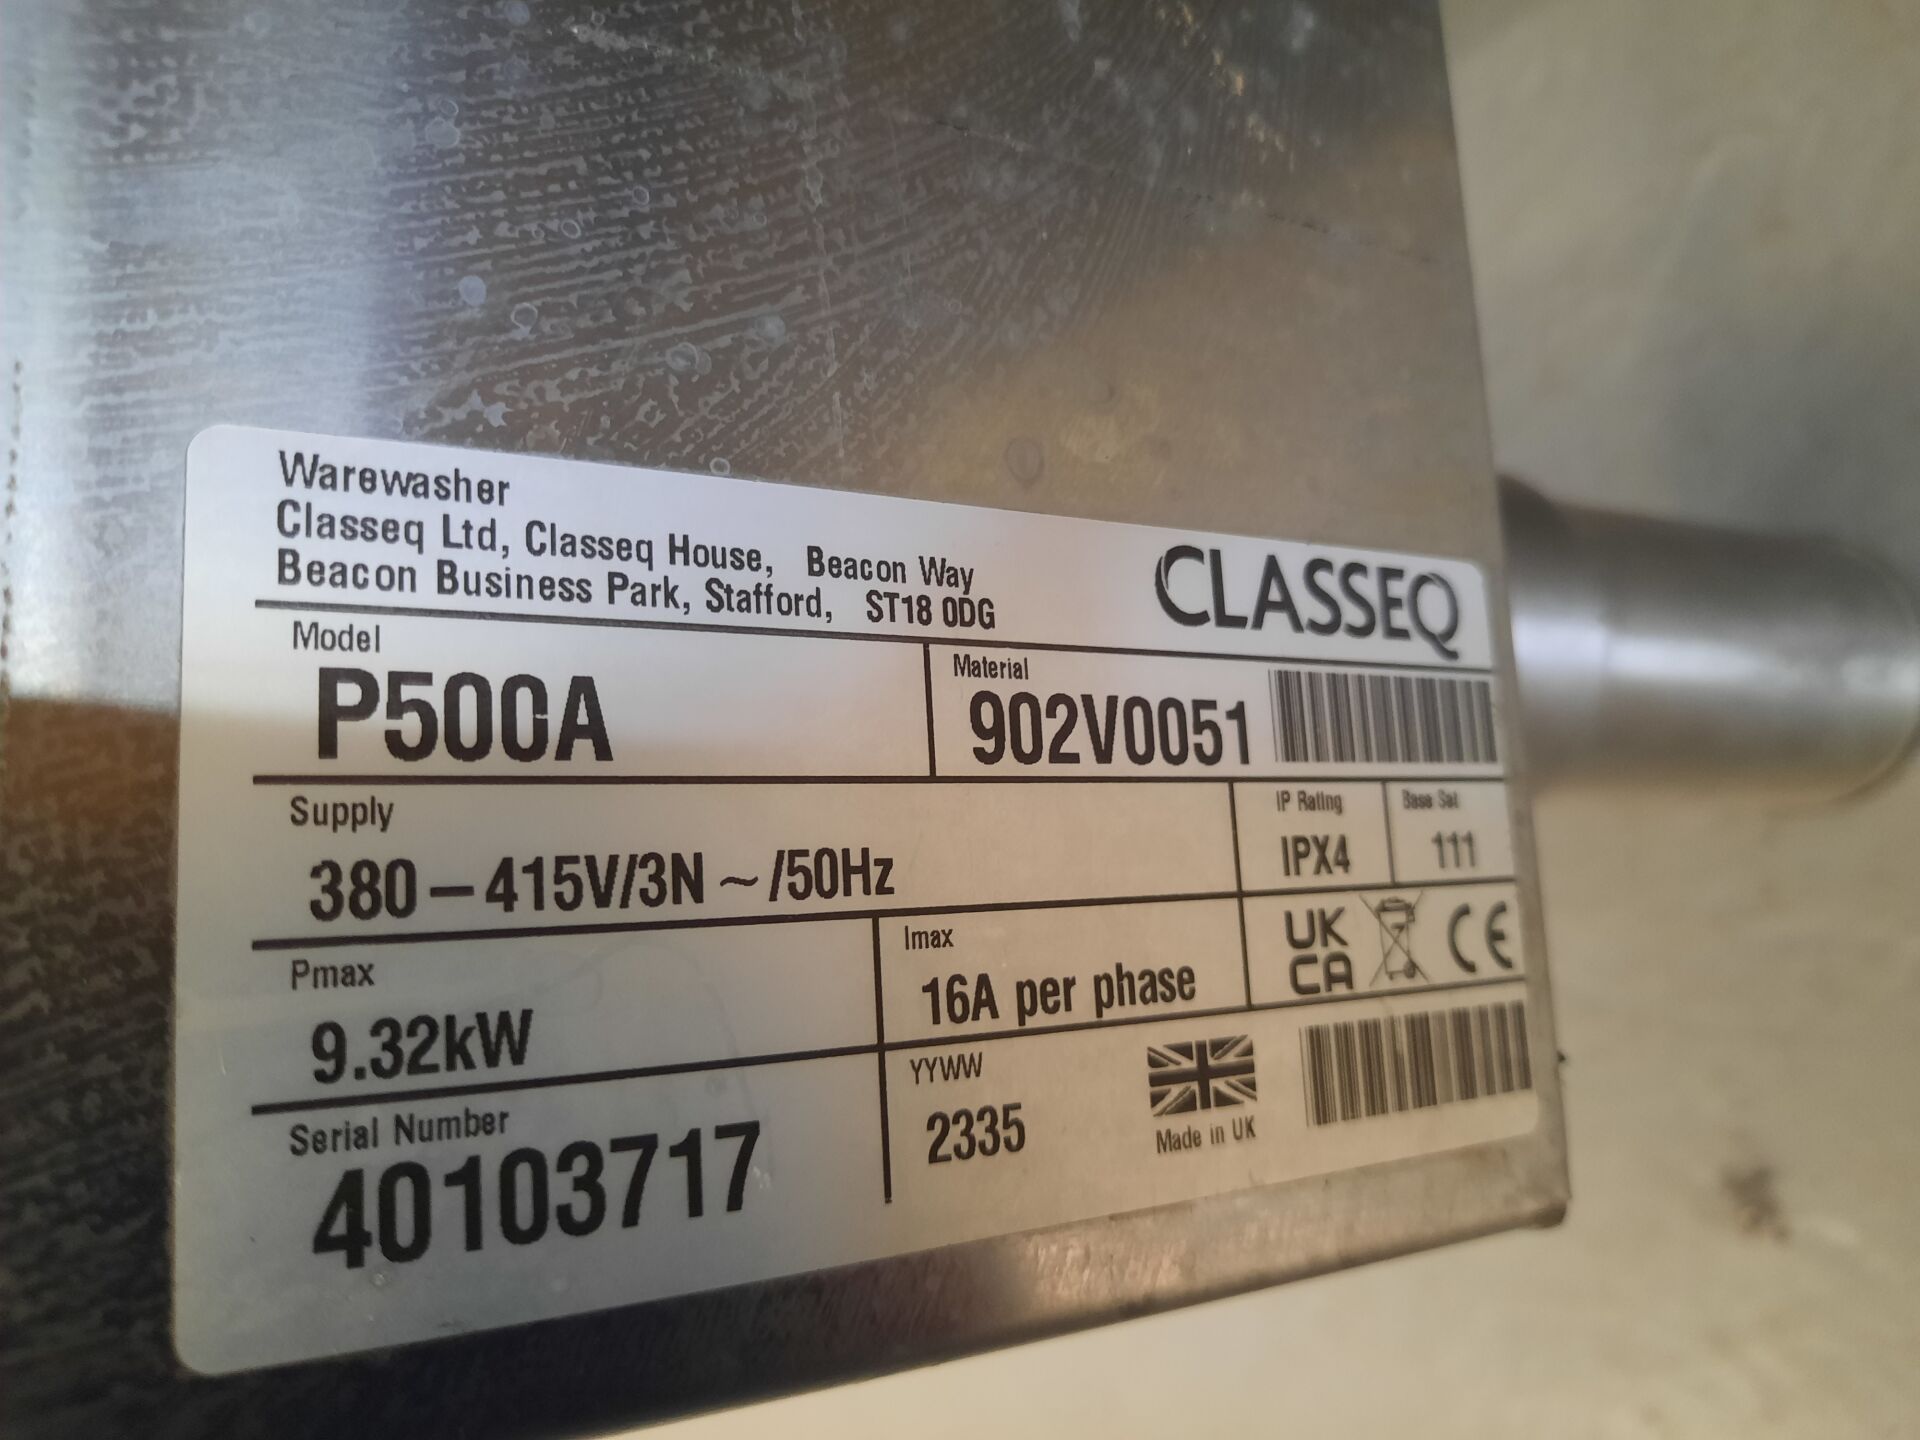 Warewasher
Classeq Ltd, Classeq House, Beacon Way
Beacon Business Park, Stafford, ST18 0DG
CLASSEQ
Model
P500A
Material
902V0051
Supply
380-415V/3N~/50Hz
IP Rating
IPX4
Base Sat
111
Pmax
9.32kW
Imax
16A per phase
UK
CA
CE
Serial Number
40103717
YYWW
2335
Made in UK